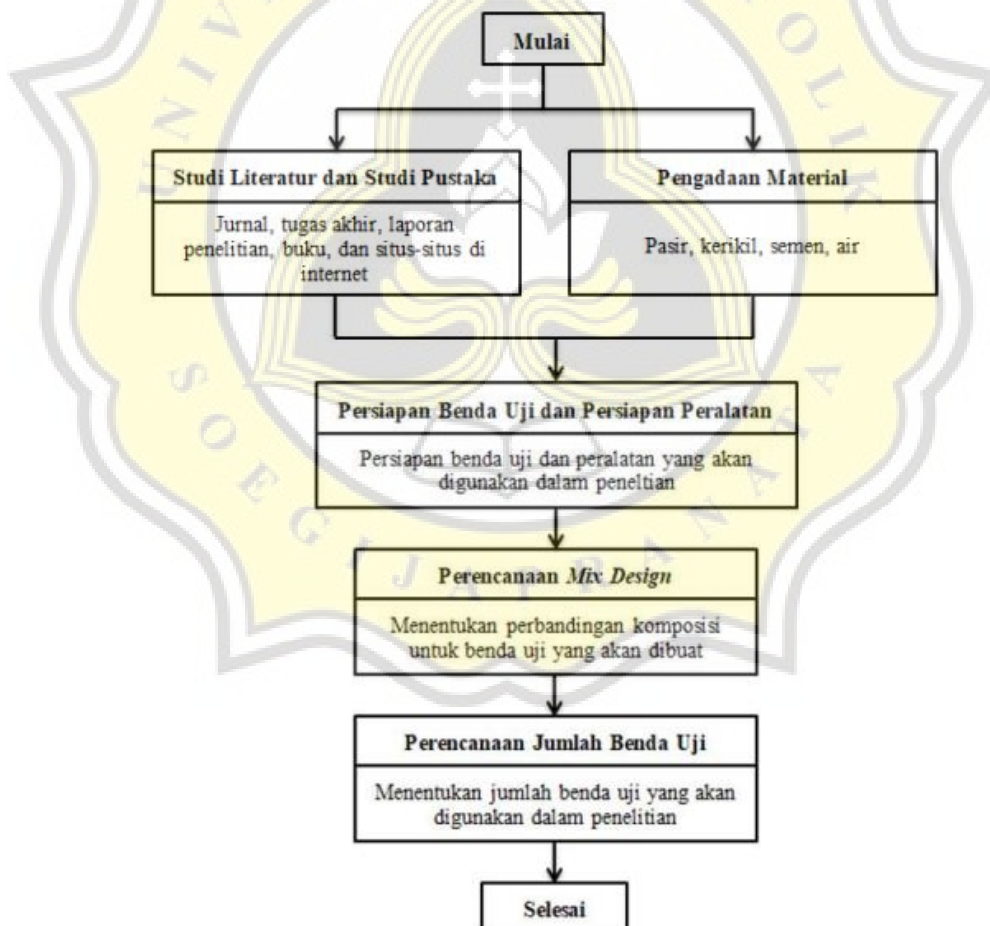 Mulai
Studi Literatur dan Studi Pustaka
Jurnal, tugas akhir, laporan
penelitian, buku, dan situs-situs di
internet
Pengadaan Material
Pasir, kerikil, semen, air
Persiapan Benda Uji dan Persiapan Peralatan
Persiapan benda uji dan peralatan yang akan
digunakan dalam peneltian
Perencanaan Mix Design
Menentukan perbandingan komposisi
untuk benda uji yang akan dibuat
Perencanaan Jumlah Benda Uji
Menentukan jumlah benda uji yang akan
digunakan dalam penelitian
Selesai
SOEGIJAPRANATA